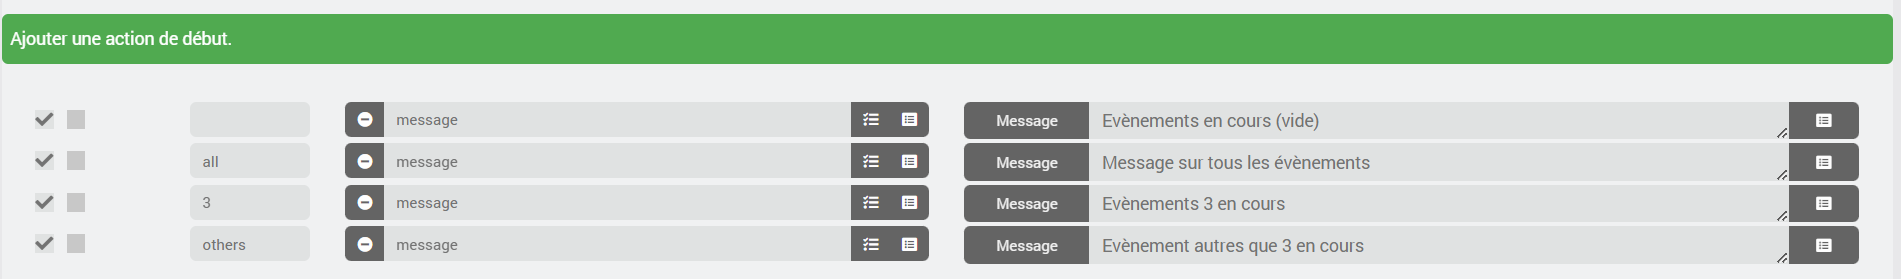 Ajouter une action de début.
message Message Evènements en cours (vide)
all message Message Message sur tous les évènements
3 message Message Evènements 3 en cours
others message Message Evènement autres que 3 en cours